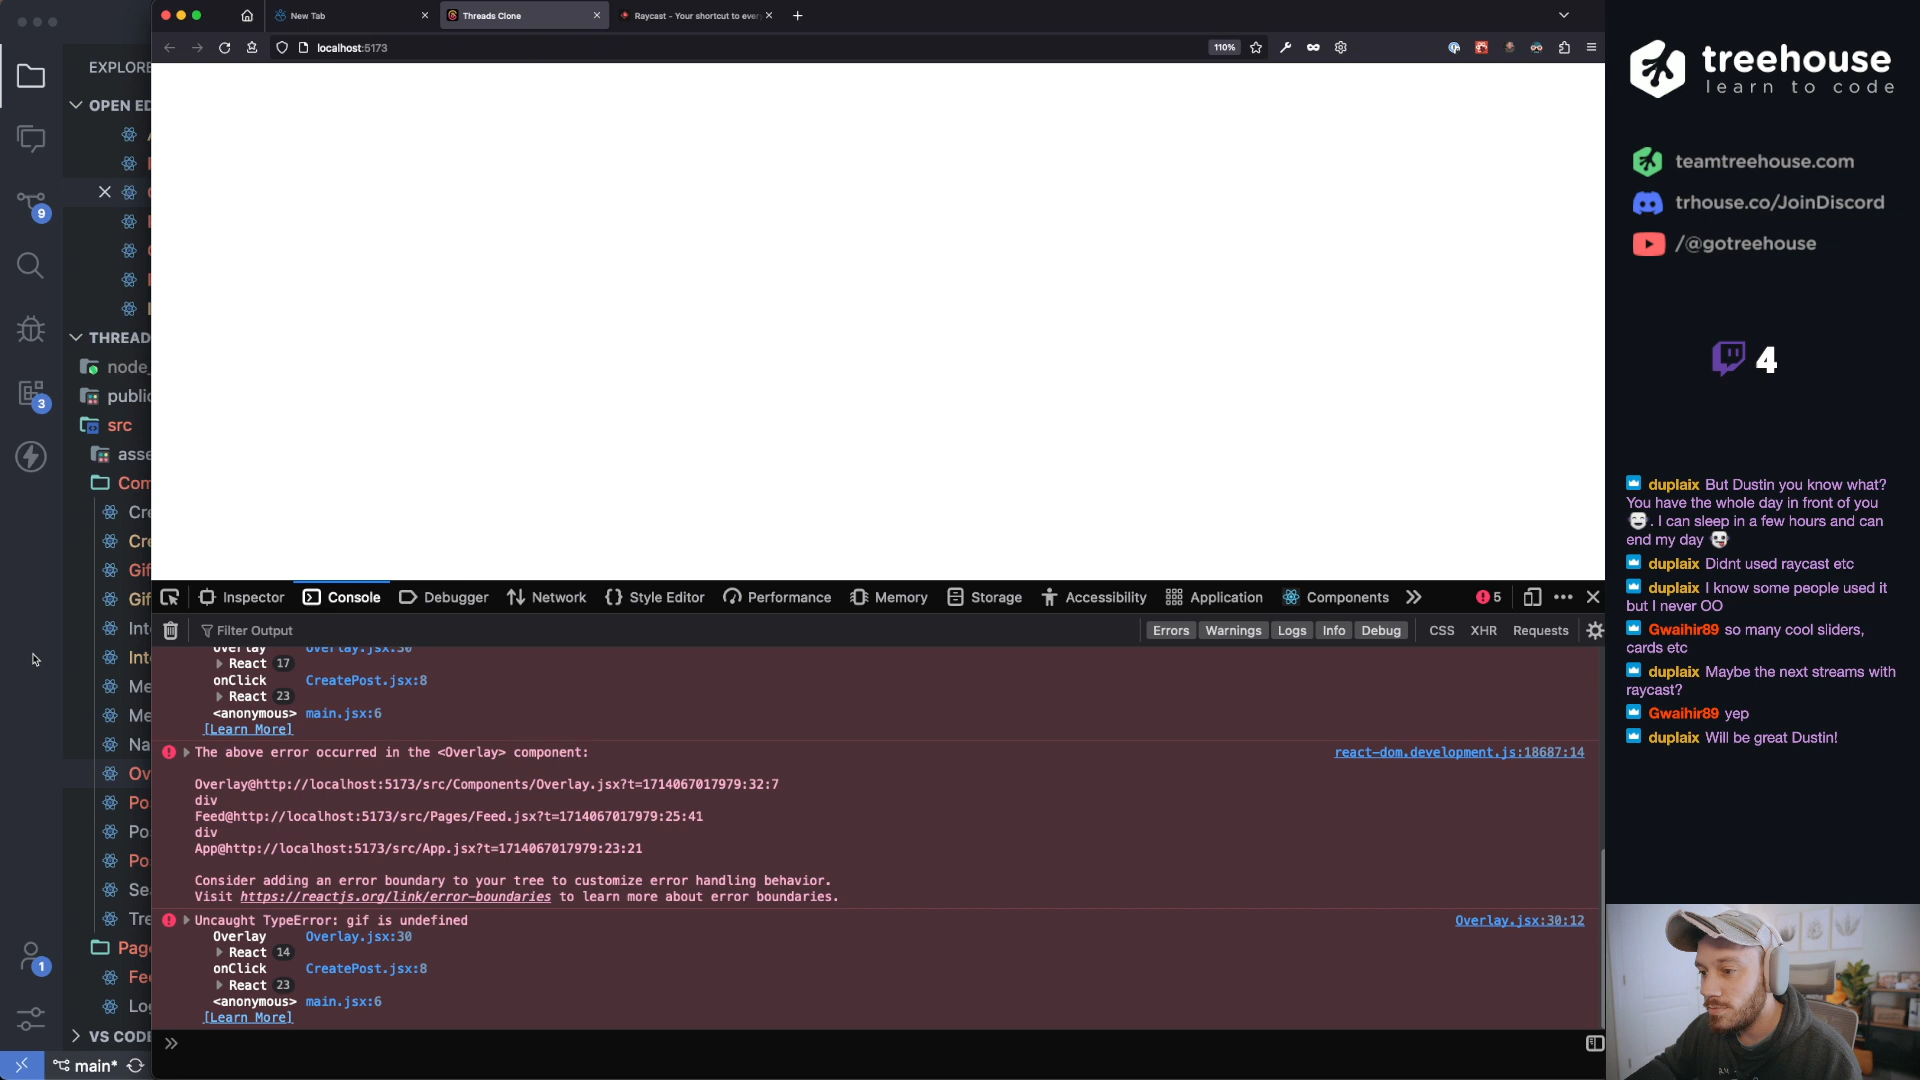 New Tab
Threads Clone
Raycast - Your shortcut to ever
localhost:5173
110%
EXPLORE
OPEN ED
9
3
THREAD
node_
public
src
asse
Com
Cre
Cre
Gif
Gif
Int
Int
Me
Me
Na
Ov
Po
Po
Po
Se
Tre
Page
Fee
Log
VS CODE
1
main*
Inspector
Console
Debugger
Network
Style Editor
Performance
Memory
Storage
Accessibility
Application
Components
5
Filter Output
Errors
Warnings
Logs
Info
Debug
CSS
XHR
Requests
Overlay Overlay.jsx:30
React 17
onClick CreatePost.jsx:8
React 23
<anonymous> main.jsx:6
[Learn More]
The above error occurred in the <Overlay> component:
react-dom.development.js:18687:14
Overlay@http://localhost:5173/src/Components/Overlay.jsx?t=1714067017979:32:7
div
Feed@http://localhost:5173/src/Pages/Feed.jsx?t=1714067017979:25:41
div
App@http://localhost:5173/src/App.jsx?t=1714067017979:23:21
Consider adding an error boundary to your tree to customize error handling behavior.
Visit https://reactjs.org/link/error-boundaries to learn more about error boundaries.
Uncaught TypeError: gif is undefined
Overlay.jsx:30:12
Overlay Overlay.jsx:30
React 14
onClick CreatePost.jsx:8
React 23
<anonymous> main.jsx:6
[Learn More]
treehouse
learn to code
teamtreehouse.com
trhouse.co/JoinDiscord
/@gotreehouse
4
duplaix But Dustin you know what?
You have the whole day in front of you
. I can sleep in a few hours and can
end my day
duplaix Didnt used raycast etc
duplaix I know some people used it
but I never OO
Gwaihir89 so many cool sliders,
cards etc
duplaix Maybe the next streams with
raycast?
Gwaihir89 yep
duplaix Will be great Dustin!